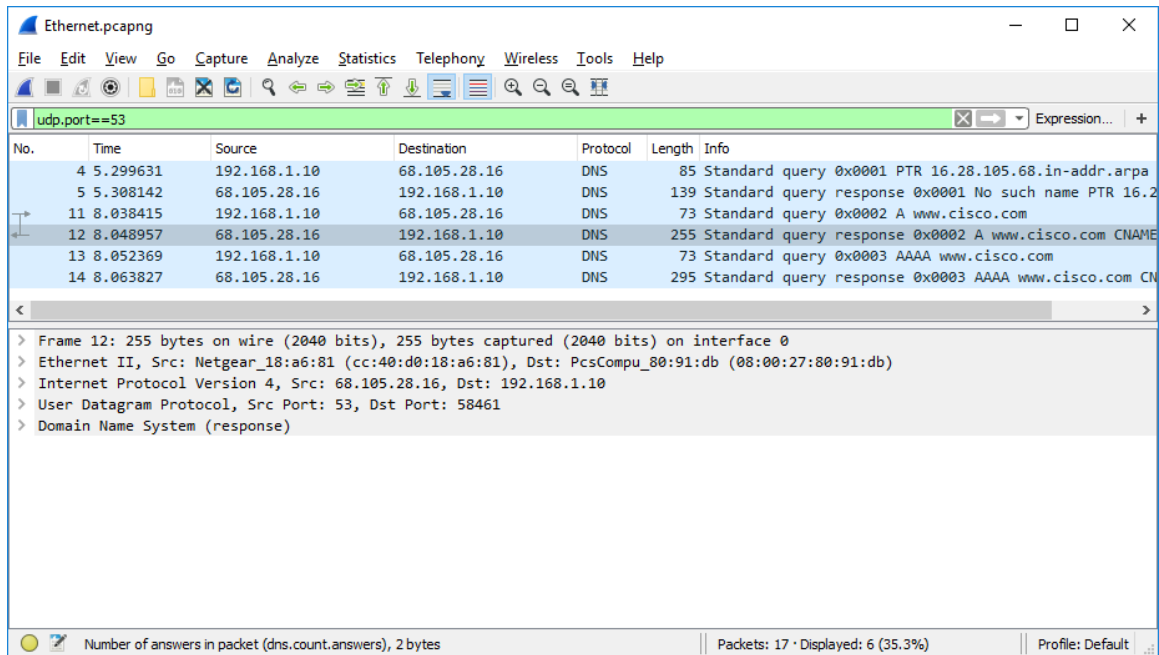 Ethernet.pcapng
File Edit View Go Capture Analyze Statistics Telephony Wireless Tools Help
udp.port==53 Expression... +
No. Time Source Destination Protocol Length Info
4 5.299631 192.168.1.10 68.105.28.16 DNS 85 Standard query 0x0001 PTR 16.28.105.68.in-addr.arpa
5 5.308142 68.105.28.16 192.168.1.10 DNS 139 Standard query response 0x0001 No such name PTR 16.2
11 8.038415 192.168.1.10 68.105.28.16 DNS 73 Standard query 0x0002 A www.cisco.com
12 8.048957 68.105.28.16 192.168.1.10 DNS 255 Standard query response 0x0002 A www.cisco.com CNAME
13 8.052369 192.168.1.10 68.105.28.16 DNS 73 Standard query 0x0003 AAAA www.cisco.com
14 8.063827 68.105.28.16 192.168.1.10 DNS 295 Standard query response 0x0003 AAAA www.cisco.com CN
> Frame 12: 255 bytes on wire (2040 bits), 255 bytes captured (2040 bits) on interface 0
> Ethernet II, Src: Netgear_18:a6:81 (cc:40:d0:18:a6:81), Dst: PcsCompu_80:91:db (08:00:27:80:91:db)
> Internet Protocol Version 4, Src: 68.105.28.16, Dst: 192.168.1.10
> User Datagram Protocol, Src Port: 53, Dst Port: 58461
> Domain Name System (response)
Number of answers in packet (dns.count.answers), 2 bytes Packets: 17 · Displayed: 6 (35.3%) Profile: Default